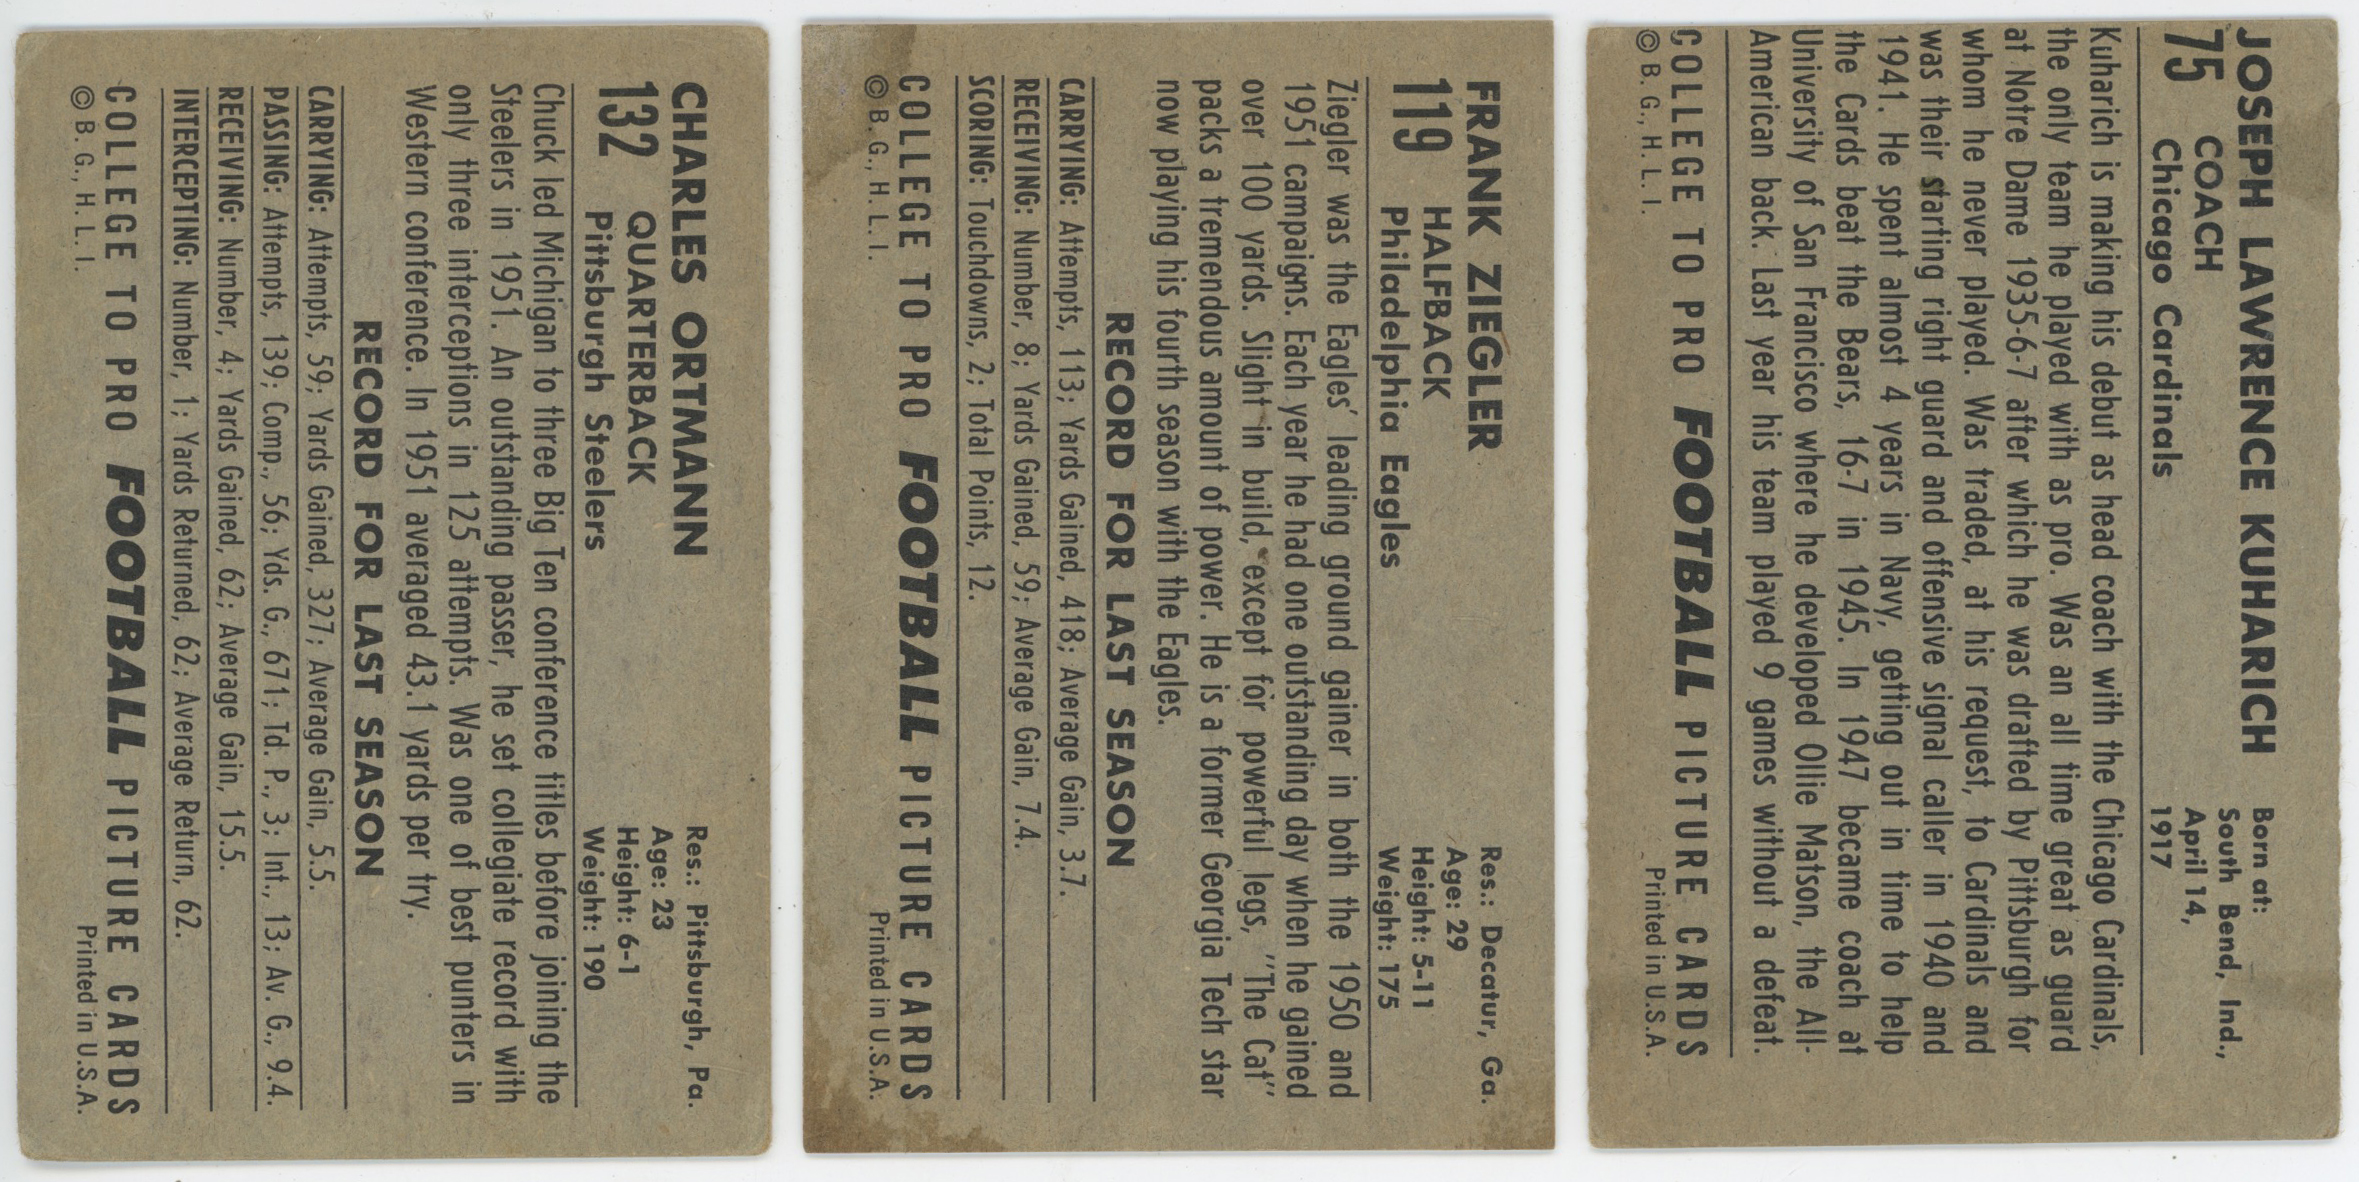 CHARLES ORTMANN
132 QUARTERBACK
Pittsburgh Steelers
Res.: Pittsburgh, Pa.
Age: 23
Height: 6-1
Weight: 190
Chuck led Michigan to three Big Ten conference titles before joining the
Steelers in 1951. An outstanding passer, he set collegiate record with
only three interceptions in 125 attempts. Was one of best punters in
Western conference. In 1951 averaged 43.1 yards per try.
RECORD FOR LAST SEASON
CARRYING: Attempts, 59; Yards Gained, 327; Average Gain, 5.5.
PASSING: Attempts, 139; Comp., 56; Yds. G., 671; Td. P., 3; Int., 13; Av. G., 9.4.
RECEIVING: Number, 4; Yards Gained, 62; Average Gain, 15.5.
INTERCEPTING: Number, 1; Yards Returned, 62; Average Return, 62.
COLLEGE TO PRO FOOTBALL PICTURE CARDS
© B. G., H. L. I. Printed in U.S.A.
FRANK ZIEGLER
119 HALFBACK
Philadelphia Eagles
Res.: Decatur, Ga.
Age: 29
Height: 5-11
Weight: 175
Ziegler was the Eagles' leading ground gainer in both the 1950 and
1951 campaigns. Each year he had one outstanding day when he gained
over 100 yards. Slight in build, except for powerful legs, "The Cat"
packs a tremendous amount of power. He is a former Georgia Tech star
now playing his fourth season with the Eagles.
RECORD FOR LAST SEASON
CARRYING: Attempts, 113; Yards Gained, 418; Average Gain, 3.7.
RECEIVING: Number, 8; Yards Gained, 59; Average Gain, 7.4.
SCORING: Touchdowns, 2; Total Points, 12.
COLLEGE TO PRO FOOTBALL PICTURE CARDS
© B. G., H. L. I. Printed in U.S.A.
JOSEPH LAWRENCE KUHARICH
75 COACH
Chicago Cardinals
Born at:
South Bend, Ind.,
April 14,
1917
Kuharich is making his debut as head coach with the Chicago Cardinals,
the only team he played with as pro. Was an all time great as guard
at Notre Dame 1935-6-7 after which he was drafted by Pittsburgh for
whom he never played. Was traded, at his request, to Cardinals and
was their starting right guard and offensive signal caller in 1940 and
1941. He spent almost 4 years in Navy, getting out in time to help
the Cards beat the Bears, 16-7 in 1945. In 1947 became coach at
University of San Francisco where he developed Ollie Matson, the All-
American back. Last year his team played 9 games without a defeat.
COLLEGE TO PRO FOOTBALL PICTURE CARDS
© B. G., H. L. I. Printed in U.S.A.